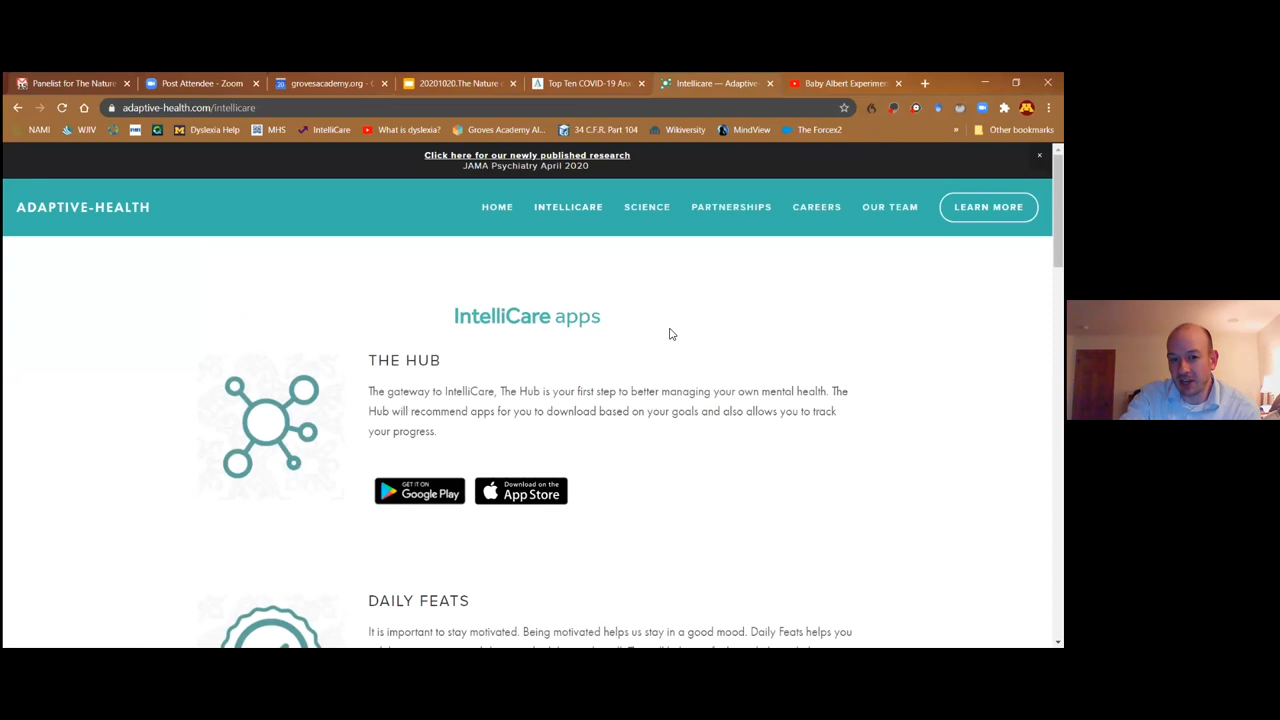 Panelist for The Nature
Post Attendee - Zoom
grovesacademy.org - C
20201020.The Nature
Top Ten COVID-19 An
Intellicare — Adaptive
Baby Albert Experimen
adaptive-health.com/intellicare
NAMI
WJIV
Dyslexia Help
MHS
IntelliCare
What is dyslexia?
Groves Academy Al...
34 C.F.R. Part 104
Wikiversity
MindView
The Forcex2
»
Other bookmarks
Click here for our newly published research
JAMA Psychiatry April 2020
ADAPTIVE-HEALTH
HOME
INTELLICARE
SCIENCE
PARTNERSHIPS
CAREERS
OUR TEAM
LEARN MORE
IntelliCare apps
THE HUB
The gateway to IntelliCare, The Hub is your first step to better managing your own mental health. The
Hub will recommend apps for you to download based on your goals and also allows you to track
your progress.
GET IT ON
Google Play
Download on the
App Store
DAILY FEATS
It is important to stay motivated. Being motivated helps us stay in a good mood. Daily Feats helps you